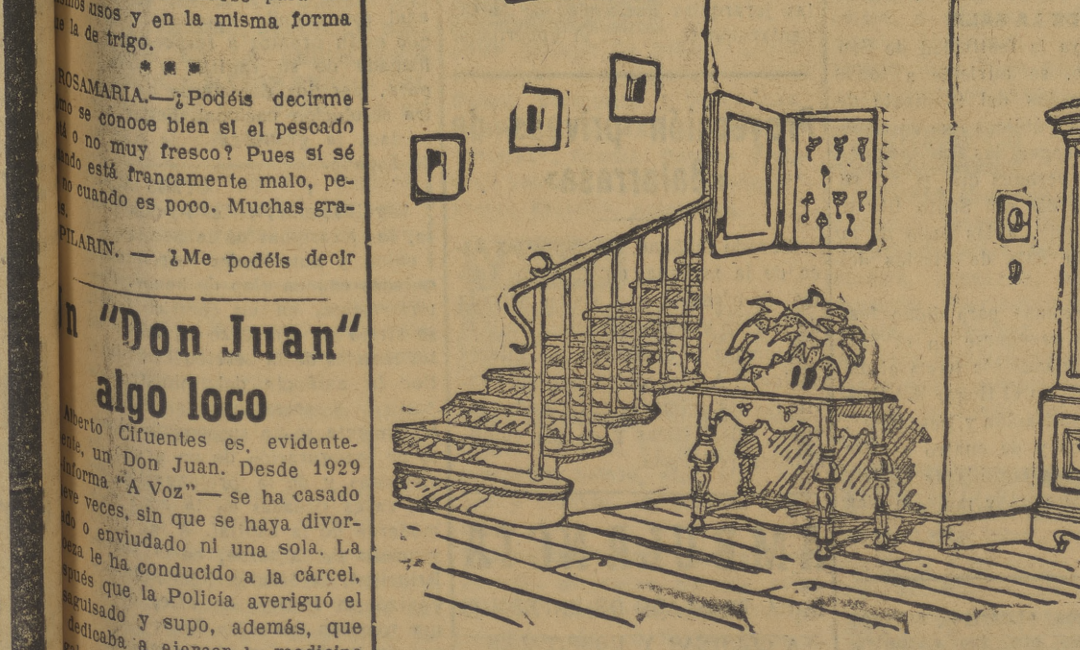 usos y en la misma forma
la de trigo.
* * *
ROSAMARIA.—¿Podéis decirme
se conoce bien si el pescado
o no muy fresco? Pues sí sé
está francamente malo, pe-
no cuando es poco. Muchas gra-
PILARIN. — ¿Me podéis decir
"Don Juan"
algo loco
Alberto Cifuentes es, evidente-
un Don Juan. Desde 1929
informa "A Voz"— se ha casado
veces, sin que se haya divor-
o enviudado ni una sola. La
le ha conducido a la cárcel,
que la Policía averiguó el
y supo, además, que
dedicaba a ejercer la medicina